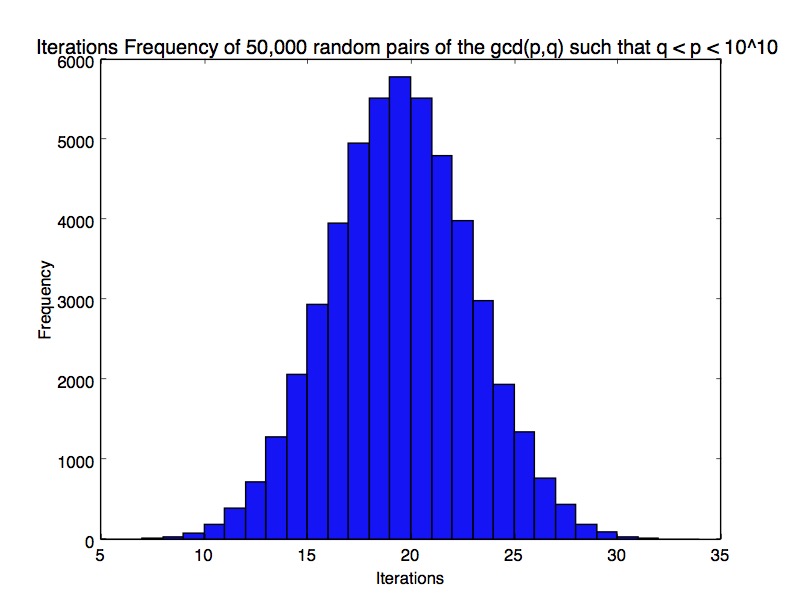 Iterations Frequency of 50,000 random pairs of the gcd(p,q) such that q < p < 10^10
6000
5000
4000
3000
2000
1000
0
Frequency
5 10 15 20 25 30 35
Iterations